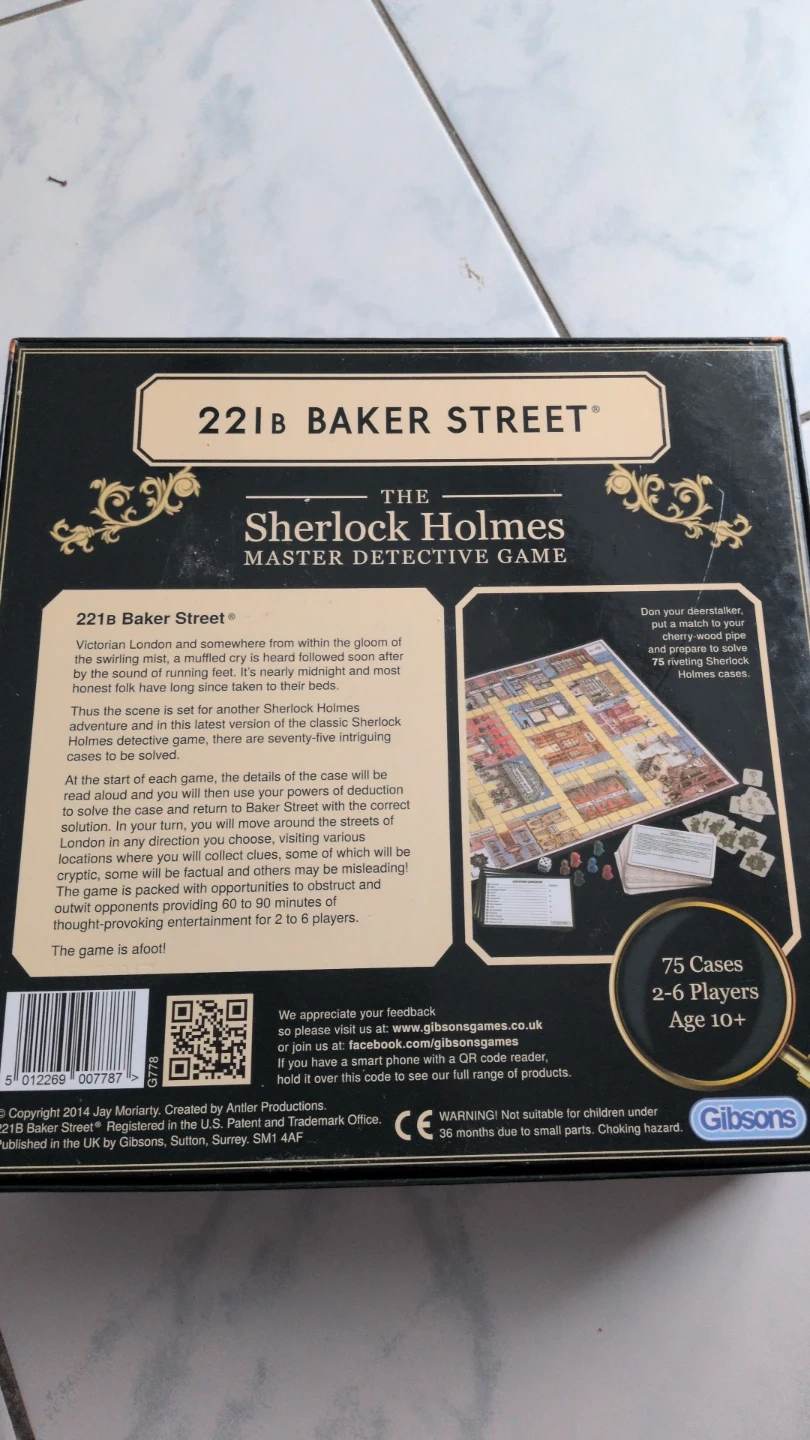 221B BAKER STREET®
THE
Sherlock Holmes
MASTER DETECTIVE GAME
221B Baker Street®
Victorian London and somewhere from within the gloom of
the swirling mist, a muffled cry is heard followed soon after
by the sound of running feet. It's nearly midnight and most
honest folk have long since taken to their beds.
Thus the scene is set for another Sherlock Holmes
adventure and in this latest version of the classic Sherlock
Holmes detective game, there are seventy-five intriguing
cases to be solved.
At the start of each game, the details of the case will be
read aloud and you will then use your powers of deduction
to solve the case and return to Baker Street with the correct
solution. In your turn, you will move around the streets of
London in any direction you choose, visiting various
locations where you will collect clues, some of which will be
cryptic, some will be factual and others may be misleading!
The game is packed with opportunities to obstruct and
outwit opponents providing 60 to 90 minutes of
thought-provoking entertainment for 2 to 6 players.
The game is afoot!
Don your deerstalker,
put a match to your
cherry-wood pipe
and prepare to solve
75 riveting Sherlock
Holmes cases.
75 Cases
2-6 Players
Age 10+
5 012269 007787 >
G778
We appreciate your feedback
so please visit us at: www.gibsonsgames.co.uk
or join us at: facebook.com/gibsonsgames
If you have a smart phone with a QR code reader,
hold it over this code to see our full range of products.
© Copyright 2014 Jay Moriarty. Created by Antler Productions.
221B Baker Street® Registered in the U.S. Patent and Trademark Office.
Published in the UK by Gibsons, Sutton, Surrey. SM1 4AF
CE
WARNING! Not suitable for children under
36 months due to small parts. Choking hazard.
Gibsons